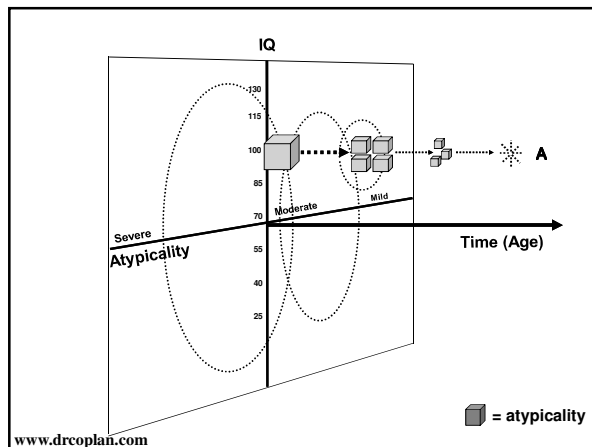 IQ
130
115
100
A
85
Mild
Moderate
70
Severe
Time (Age)
Atypicality
55
40
25
= atypicality
www.drcoplan.com